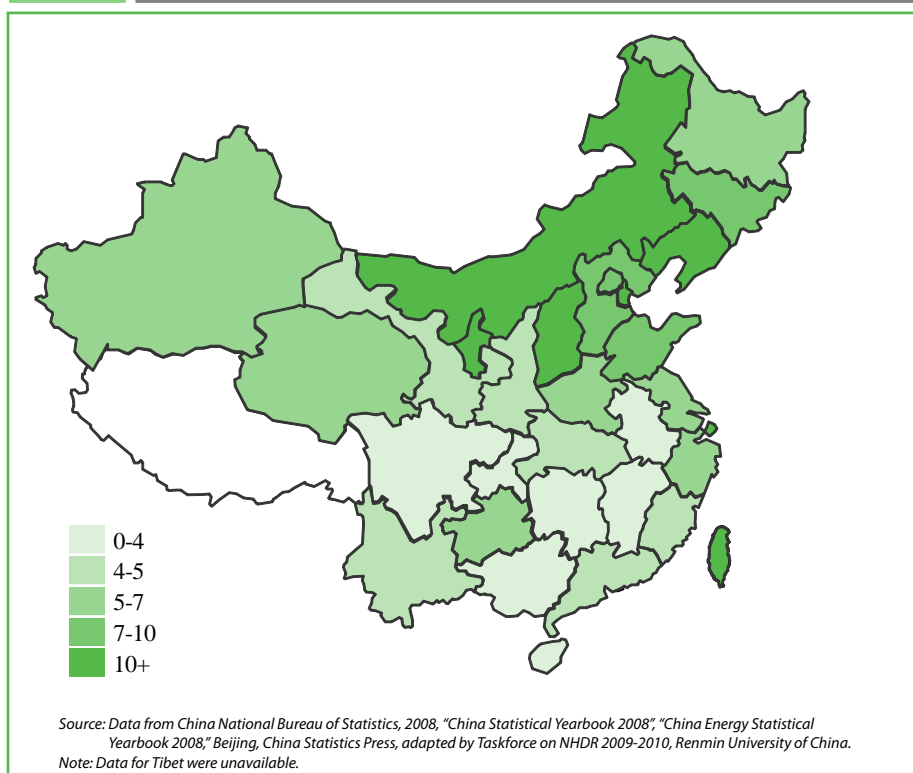 0-4
4-5
5-7
7-10
10+
Source: Data from China National Bureau of Statistics, 2008, “China Statistical Yearbook 2008”, “China Energy Statistical
Yearbook 2008,” Beijing, China Statistics Press, adapted by Taskforce on NHDR 2009-2010, Renmin University of China.
Note: Data for Tibet were unavailable.